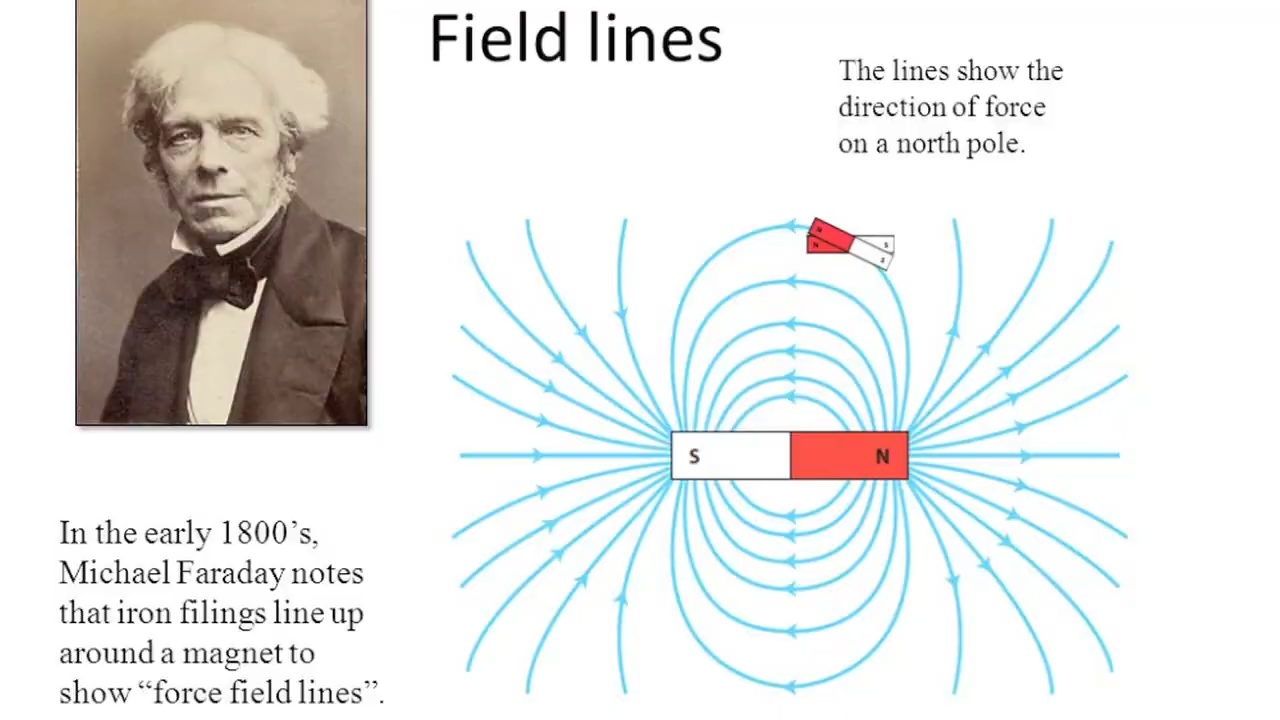 Field lines
The lines show the
direction of force
on a north pole.
N
N
S
S
S
N
In the early 1800’s,
Michael Faraday notes
that iron filings line up
around a magnet to
show “force field lines”.